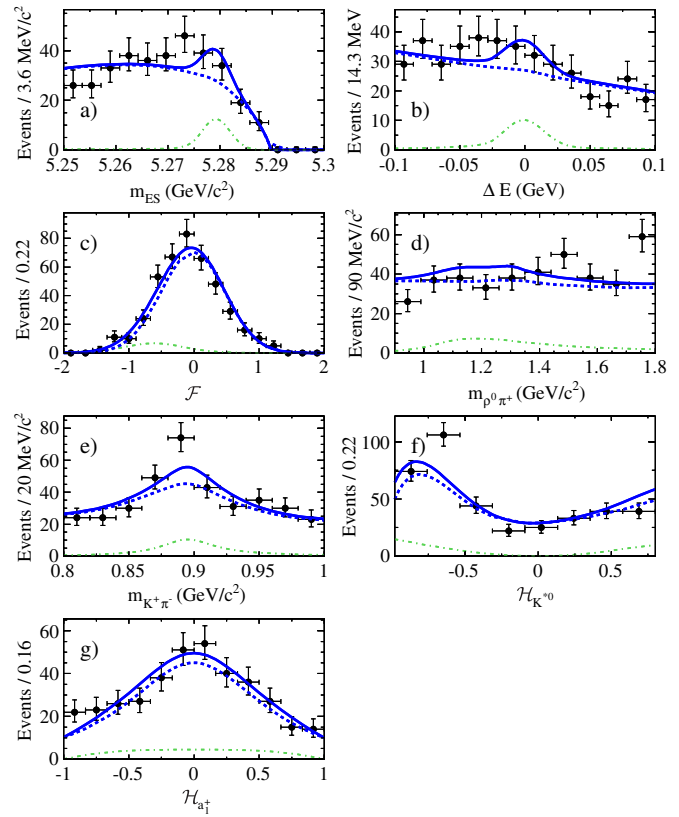 Events / 3.6 MeV/c²
60
40
20
0
a)
5.25 5.26 5.27 5.28 5.29 5.3
m_ES (GeV/c²)
Events / 14.3 MeV
50
40
30
20
10
0
b)
-0.1 -0.05 0 0.05 0.1
Δ E (GeV)
Events / 0.22
80
60
40
20
0
c)
-2 -1 0 1 2
ℱ
Events / 90 MeV/c²
60
40
20
0
d)
1 1.2 1.4 1.6 1.8
m_ρ⁰π⁺ (GeV/c²)
Events / 20 MeV/c²
80
60
40
20
0
e)
0.8 0.85 0.9 0.95 1
m_K⁺π⁻ (GeV/c²)
Events / 0.22
100
50
0
f)
-0.5 0 0.5
ℋ_K*⁰
Events / 0.16
60
40
20
0
g)
-1 -0.5 0 0.5 1
ℋ_a₁⁺